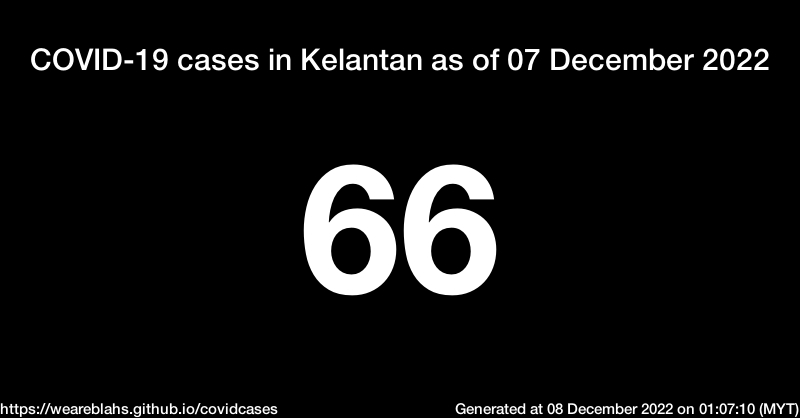 COVID-19 cases in Kelantan as of 07 December 2022
66
https://weareblahs.github.io/covidcases
Generated at 08 December 2022 on 01:07:10 (MYT)